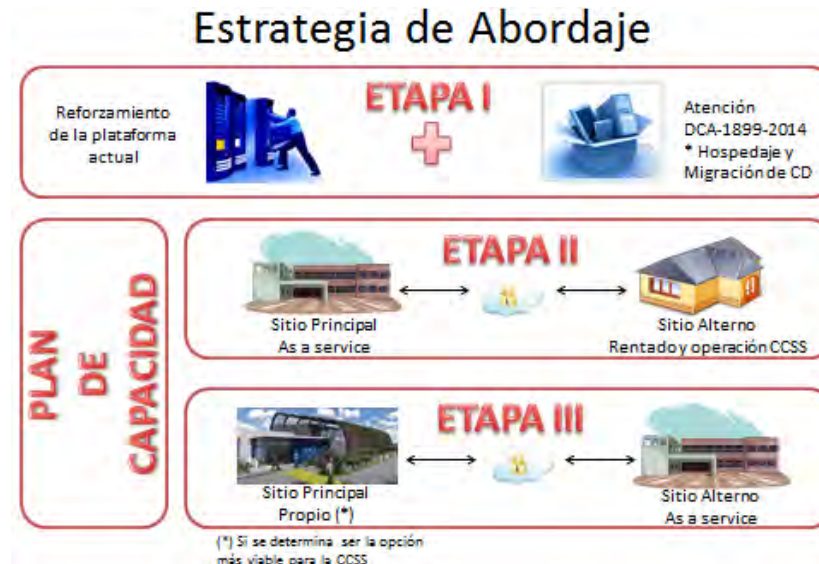 Estrategia de Abordaje
Reforzamiento
de la plataforma
actual
ETAPA I
Atención
DCA-1899-2014
* Hospedaje y
Migración de CD
PLAN
DE
CAPACIDAD
ETAPA II
Sitio Principal
As a service
Sitio Alterno
Rentado y operación CCSS
ETAPA III
Sitio Principal
Propio (*)
Sitio Alterno
As a service
(*) Si se determina ser la opción
más viable para la CCSS